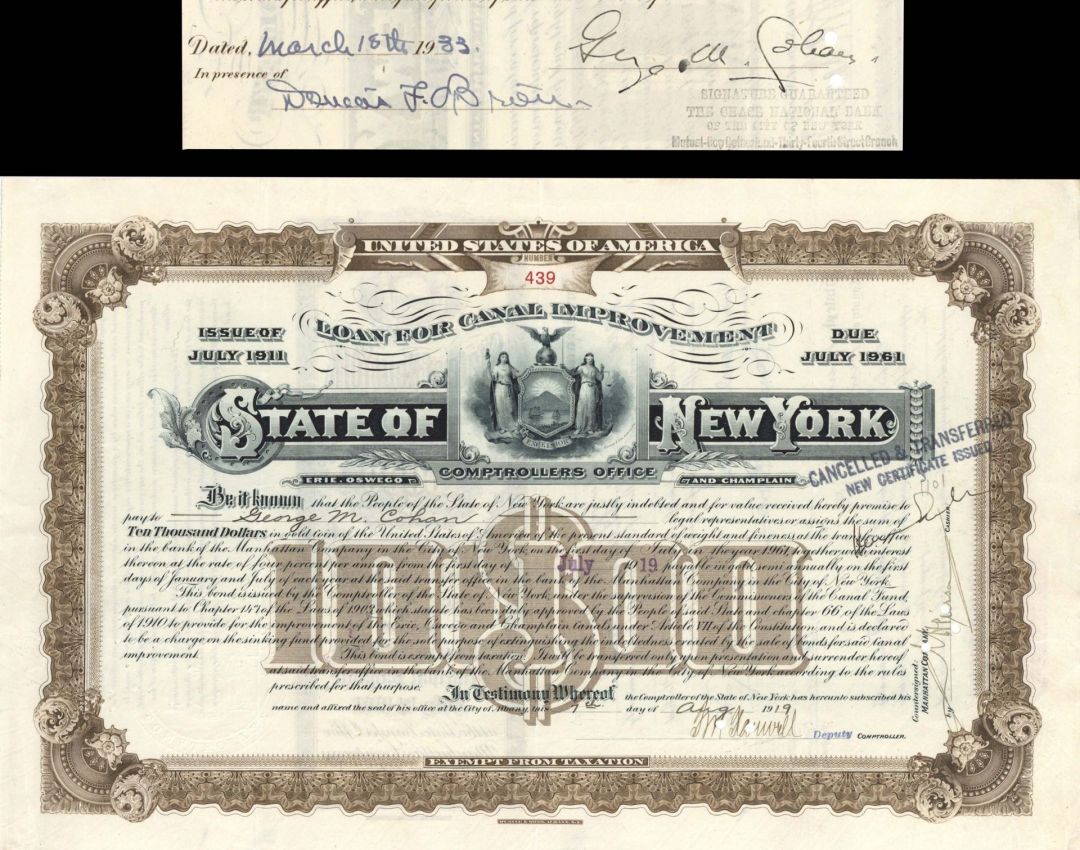 Dated, March 18th 1933.
Geo. M. Cohan.
In presence of
SIGNATURE GUARANTEED
THE CHASE NATIONAL BANK
OF THE CITY OF NEW YORK
Thirty-Fourth Street Branch
UNITED STATES OF AMERICA
NUMBER
439
LOAN FOR CANAL IMPROVEMENT
ISSUE OF
JULY 1911
DUE
JULY 1961
EXCELSIOR
STATE OF NEW YORK
COMPTROLLERS OFFICE
ERIE, OSWEGO AND CHAMPLAIN
CANCELLED & TRANSFERRED
NEW CERTIFICATE ISSUED
Be it known that the People of the State of New York are justly indebted and for value received hereby promise to
pay to George M. Cohan legal representatives or assigns the sum of
Ten Thousand Dollars in gold coin of the United States of America of the present standard of weight and fineness at the transfer office
in the bank of the Manhattan Company in the City of New York, on the first day of July in the year 1961, together with interest
thereon at the rate of four per cent per annum from the first day of July 1919 payable in gold semi annually on the first
days of January and July of each year at the said transfer office in the bank of the Manhattan Company in the City of New York.
This bond is issued by the Comptroller of the State of New York under the supervision of the Commissioners of the Canal Fund,
pursuant to Chapter 147 of the Laws of 1903 which statute has been duly approved by the People of said State and chapter 66 of the Laws
of 1910 to provide for the improvement of the Erie, Oswego and Champlain Canals under Article VII of the Constitution, and is declared
to be a charge on the sinking fund provided for the sole purpose of extinguishing the indebtedness created by the sale of bonds for said Canal
improvement.
This bond is exempt from taxation. It shall be transferred only upon presentation and surrender hereof
at said transfer office in the bank of the Manhattan Company in the City of New York according to the rules
prescribed for that purpose.
10,000
In Testimony Whereof the Comptroller of the State of New York has hereunto subscribed his
name and affixed the seal of his office at the City of Albany, this 7th day of Aug 1919
Deputy COMPTROLLER.
Countersigned:
MANHATTAN COMPANY
by
CASHIER
EXEMPT FROM TAXATION